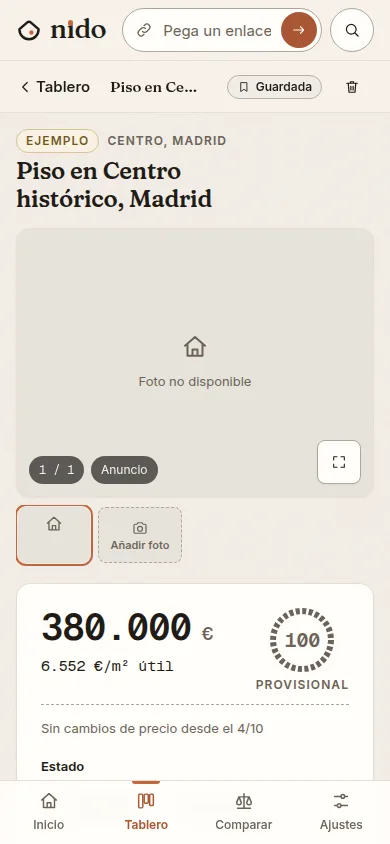 nido
Pega un enlace
Tablero
Piso en Ce...
Guardada
EJEMPLO
CENTRO, MADRID
Piso en Centro
histórico, Madrid
Foto no disponible
1 / 1
Anuncio
Añadir foto
380.000 €
100
6.552 €/m² útil
PROVISIONAL
Sin cambios de precio desde el 4/10
Estado
Inicio
Tablero
Comparar
Ajustes